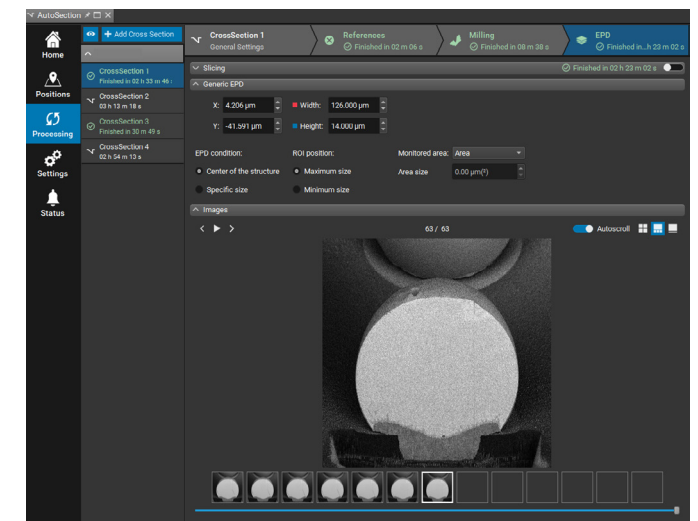 AutoSection
Home
Positions
Processing
Settings
Status
+ Add Cross Section
CrossSection 1
Finished in 02 h 33 m 46 s
CrossSection 2
03 h 13 m 18 s
CrossSection 3
Finished in 30 m 49 s
CrossSection 4
02 h 54 m 13 s
CrossSection 1
General Settings
References
Finished in 02 m 06 s
Milling
Finished in 08 m 38 s
EPD
Finished in...h 23 m 02 s
Slicing
Finished in 02 h 23 m 02 s
Generic EPD
X: 4.206 µm Width: 126.000 µm
Y: -41.591 µm Height: 14.000 µm
EPD condition: ROI position: Monitored area: Area
Center of the structure Maximum size Area size 0.00 µm(²)
Specific size Minimum size
Images
63 / 63
Autoscroll